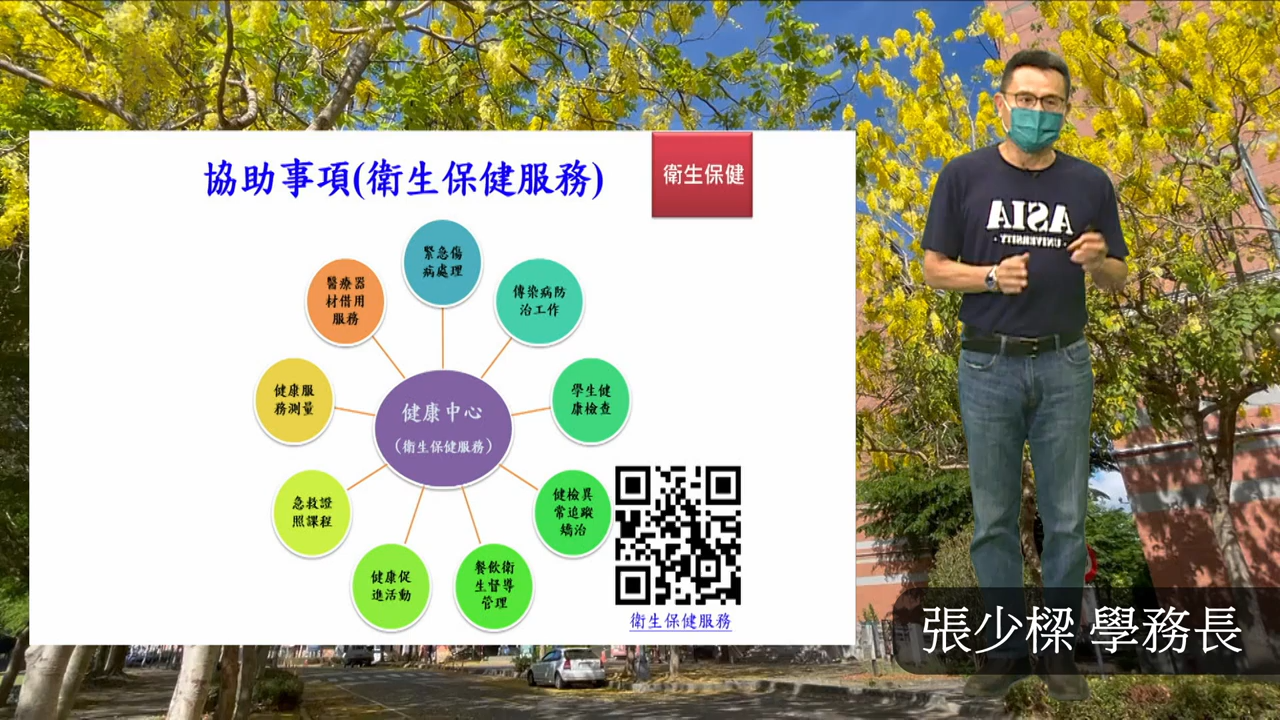 協助事項(衛生保健服務)
衛生保健
緊急傷
病處理
傳染病防
治工作
學生健
康檢查
健檢異
常追蹤
矯治
餐飲衛
生督導
管理
健康促
進活動
急救證
照課程
健康服
務測量
醫療器
材借用
服務
健康中心
(衛生保健服務)
衛生保健服務
ASIA
UNIVERSITY
張少樑 學務長